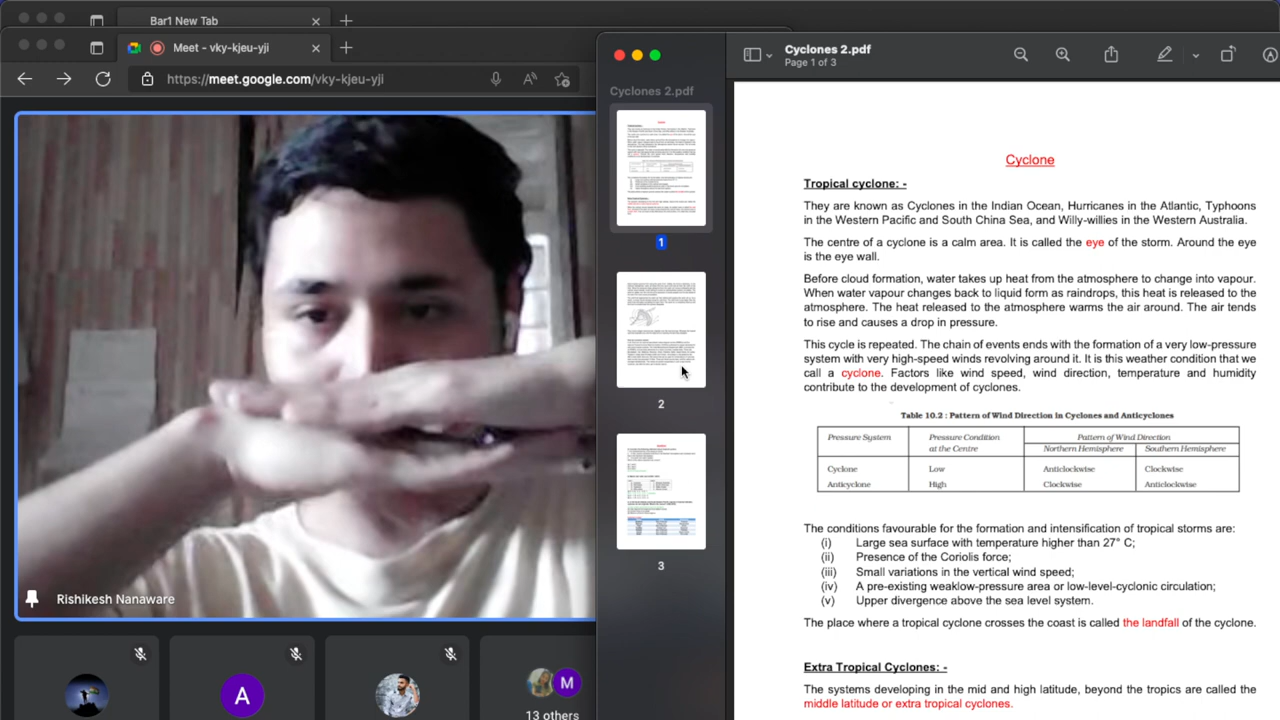 Bar1 New Tab
Meet - vky-kjeu-yji
https://meet.google.com/vky-kjeu-yji
Rishikesh Nanaware
A
M
13 others
Cyclones 2.pdf
Page 1 of 3
Cyclones 2.pdf
1
2
3
Cyclone
Tropical cyclone: -
They are known as Cyclones in the Indian Ocean, Hurricanes in the Atlantic, Typhoons
in the Western Pacific and South China Sea, and Willy-willies in the Western Australia.
The centre of a cyclone is a calm area. It is called the eye of the storm. Around the eye
is the eye wall.
Before cloud formation, water takes up heat from the atmosphere to change into vapour.
When water vapour changes back to liquid form as raindrops, this heat is released to the
atmosphere. The heat released to the atmosphere warms the air around. The air tends
to rise and causes a drop in pressure.
This cycle is repeated. The chain of events ends with the formation of a very low-pressure
system with very high-speed winds revolving around it. It is this weather condition that we
call a cyclone. Factors like wind speed, wind direction, temperature and humidity
contribute to the development of cyclones.
Table 10.2 : Pattern of Wind Direction in Cyclones and Anticyclones
Pressure System Pressure Condition at the Centre Pattern of Wind Direction
Northern Hemisphere Southern Hemisphere
Cyclone Low Anticlockwise Clockwise
Anticyclone High Clockwise Anticlockwise
The conditions favourable for the formation and intensification of tropical storms are:
(i) Large sea surface with temperature higher than 27° C;
(ii) Presence of the Coriolis force;
(iii) Small variations in the vertical wind speed;
(iv) A pre-existing weaklow-pressure area or low-level-cyclonic circulation;
(v) Upper divergence above the sea level system.
The place where a tropical cyclone crosses the coast is called the landfall of the cyclone.
Extra Tropical Cyclones: -
The systems developing in the mid and high latitude, beyond the tropics are called the
middle latitude or extra tropical cyclones.